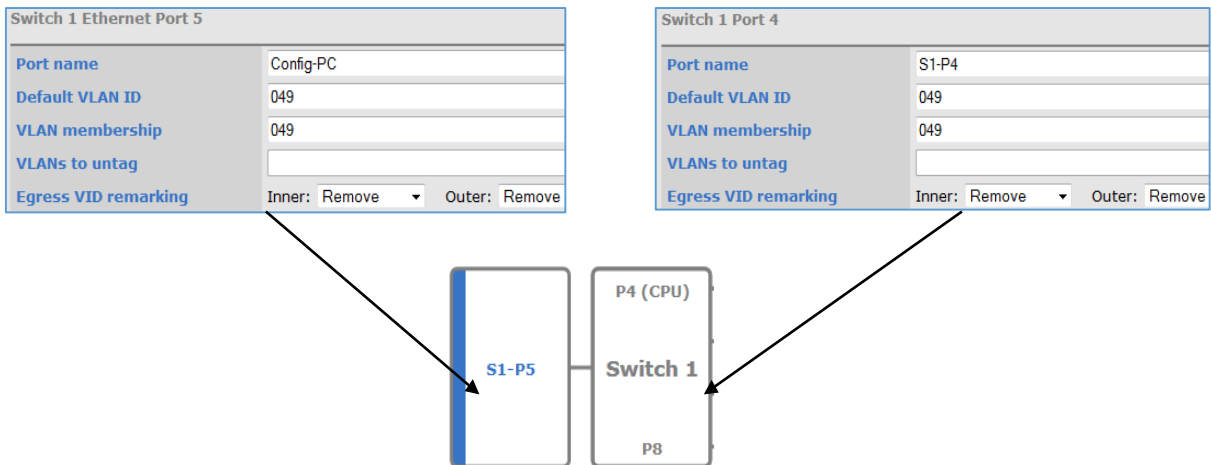 Switch 1 Ethernet Port 5
Port name Config-PC
Default VLAN ID 049
VLAN membership 049
VLANs to untag
Egress VID remarking Inner: Remove Outer: Remove
Switch 1 Port 4
Port name S1-P4
Default VLAN ID 049
VLAN membership 049
VLANs to untag
Egress VID remarking Inner: Remove Outer: Remove
P4 (CPU)
S1-P5
Switch 1
P8